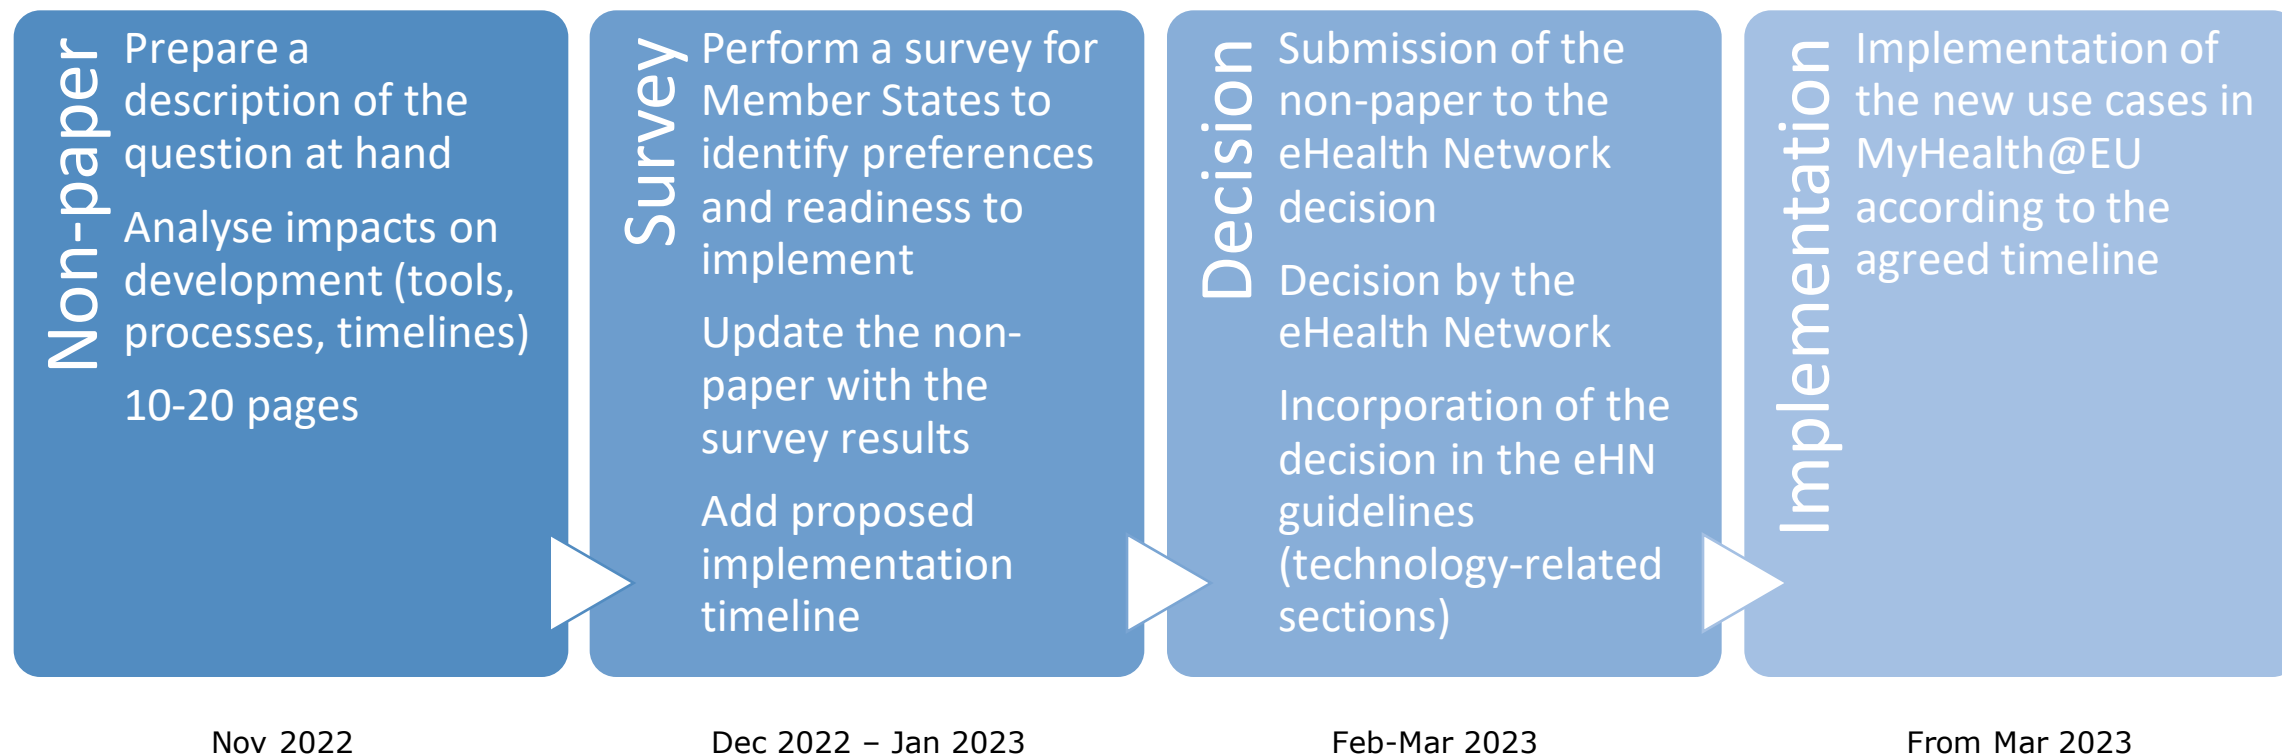 Non-paper
Prepare a
description of the
question at hand
Analyse impacts on
development (tools,
processes, timelines)
10-20 pages
Survey
Perform a survey for
Member States to
identify preferences
and readiness to
implement
Update the non-
paper with the
survey results
Add proposed
implementation
timeline
Decision
Submission of the
non-paper to the
eHealth Network
decision
Decision by the
eHealth Network
Incorporation of the
decision in the eHN
guidelines
(technology-related
sections)
Implementation
Implementation of
the new use cases in
MyHealth@EU
according to the
agreed timeline
Nov 2022
Dec 2022 – Jan 2023
Feb-Mar 2023
From Mar 2023